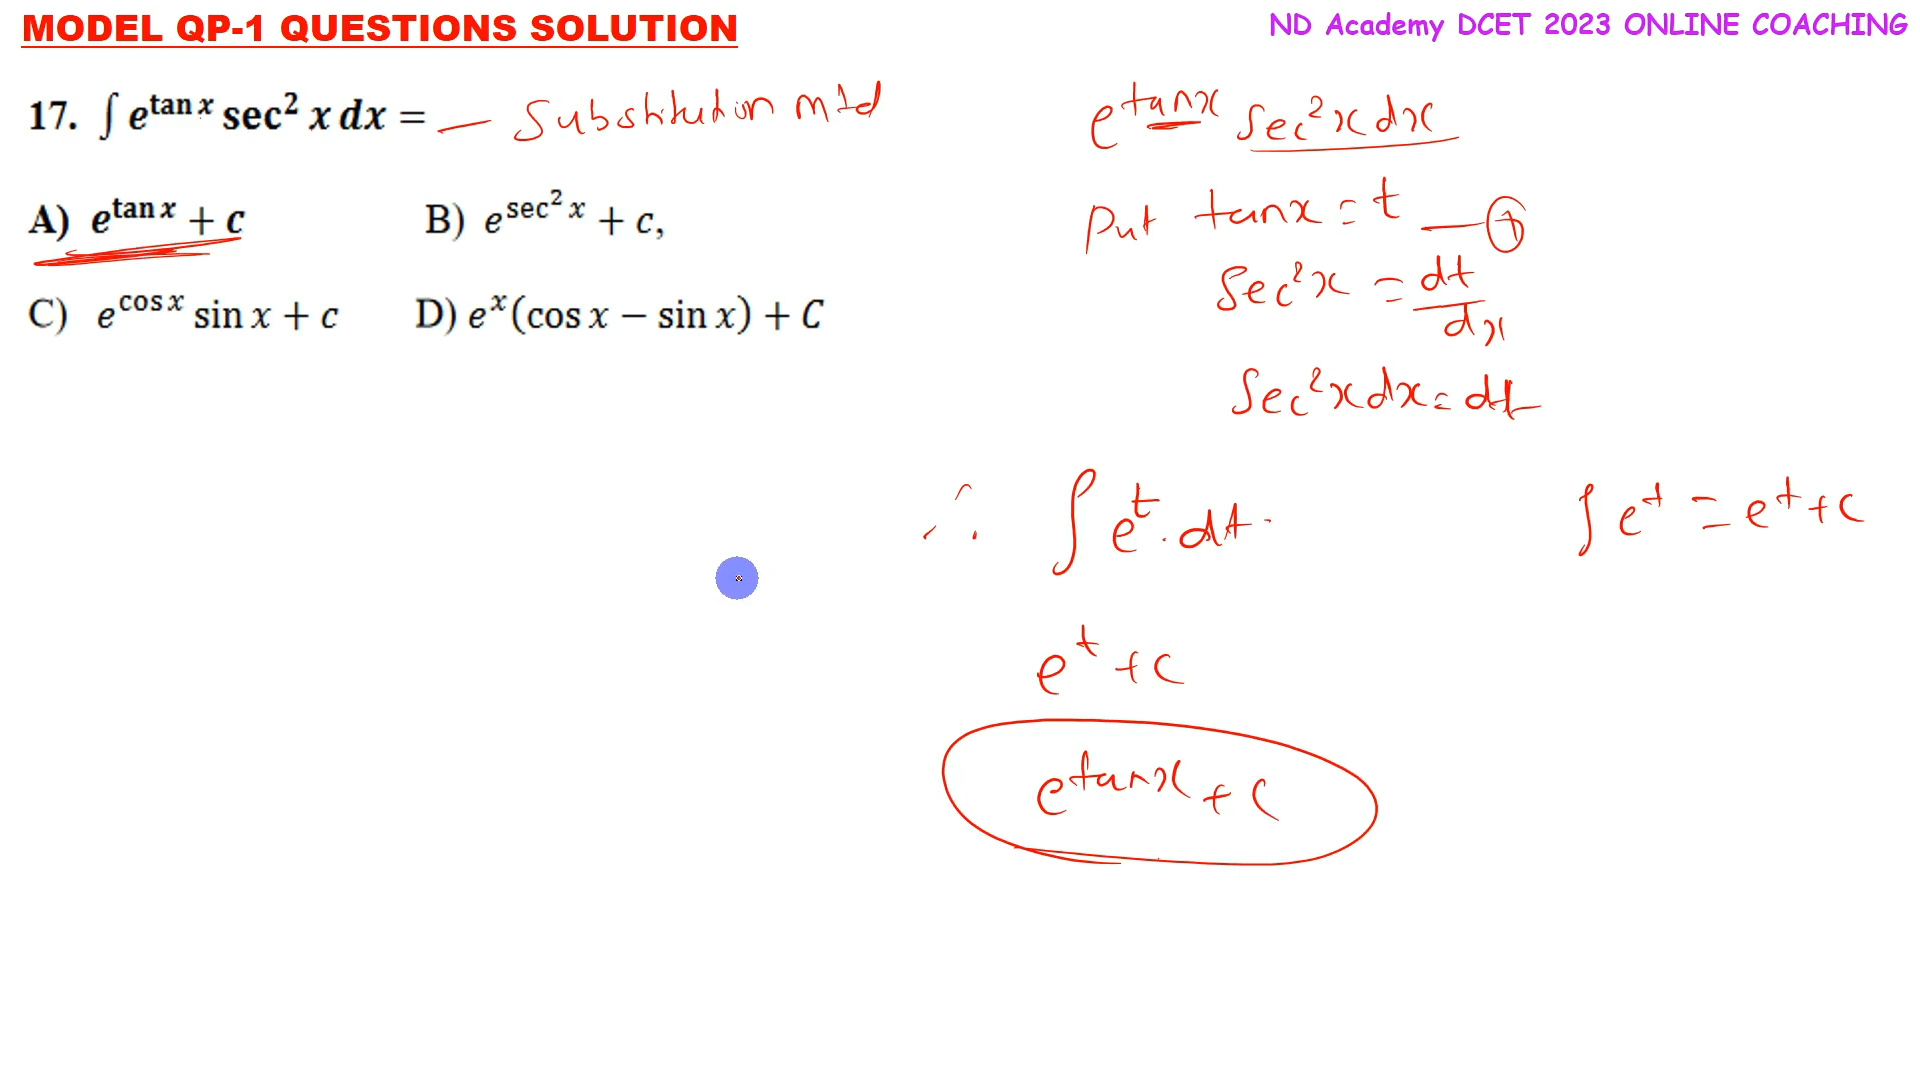 MODEL QP-1 QUESTIONS SOLUTION
ND Academy DCET 2023 ONLINE COACHING
17. ∫ e^{tan x} sec² x dx = — Substitution mtd
A) e^{tan x} + c
B) e^{sec² x} + c,
C) e^{cos x} sin x + c
D) e^x(cos x − sin x) + C
e^{tanx} sec²x dx
Put tanx = t — 1
sec²x = dt/dx
sec²x dx = dt
∴ ∫ e^t . dt.
∫ e^t = e^t + c
e^t + c
e^{tanx} + c